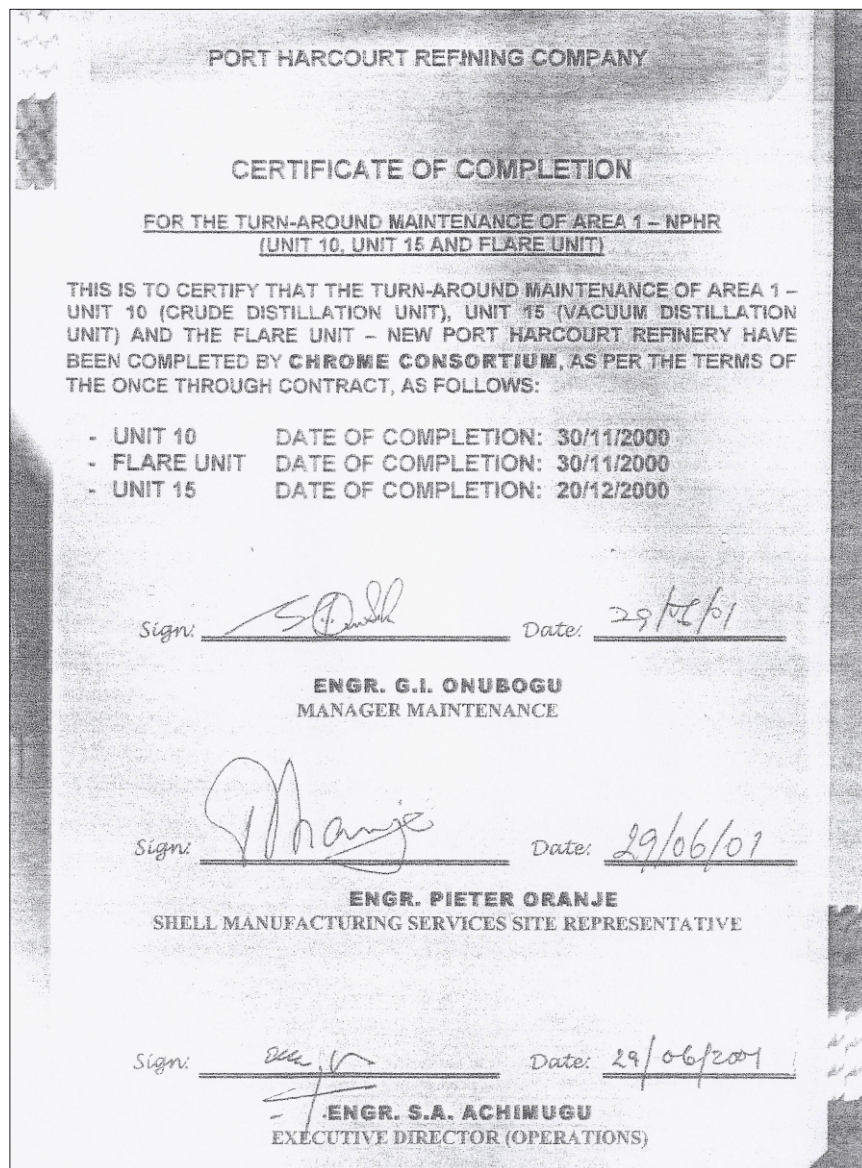 PORT HARCOURT REFINING COMPANY
CERTIFICATE OF COMPLETION
FOR THE TURN-AROUND MAINTENANCE OF AREA 1 – NPHR
(UNIT 10, UNIT 15 AND FLARE UNIT)
THIS IS TO CERTIFY THAT THE TURN-AROUND MAINTENANCE OF AREA 1 –
UNIT 10 (CRUDE DISTILLATION UNIT), UNIT 15 (VACUUM DISTILLATION
UNIT) AND THE FLARE UNIT – NEW PORT HARCOURT REFINERY HAVE
BEEN COMPLETED BY CHROME CONSORTIUM, AS PER THE TERMS OF
THE ONCE THROUGH CONTRACT, AS FOLLOWS:
- UNIT 10 DATE OF COMPLETION: 30/11/2000
- FLARE UNIT DATE OF COMPLETION: 30/11/2000
- UNIT 15 DATE OF COMPLETION: 20/12/2000
Sign: Date: 29/06/01
ENGR. G.I. ONUBOGU
MANAGER MAINTENANCE
Sign: Date: 29/06/01
ENGR. PIETER ORANJE
SHELL MANUFACTURING SERVICES SITE REPRESENTATIVE
Sign: Date: 29/06/2001
ENGR. S.A. ACHIMUGU
EXECUTIVE DIRECTOR (OPERATIONS)